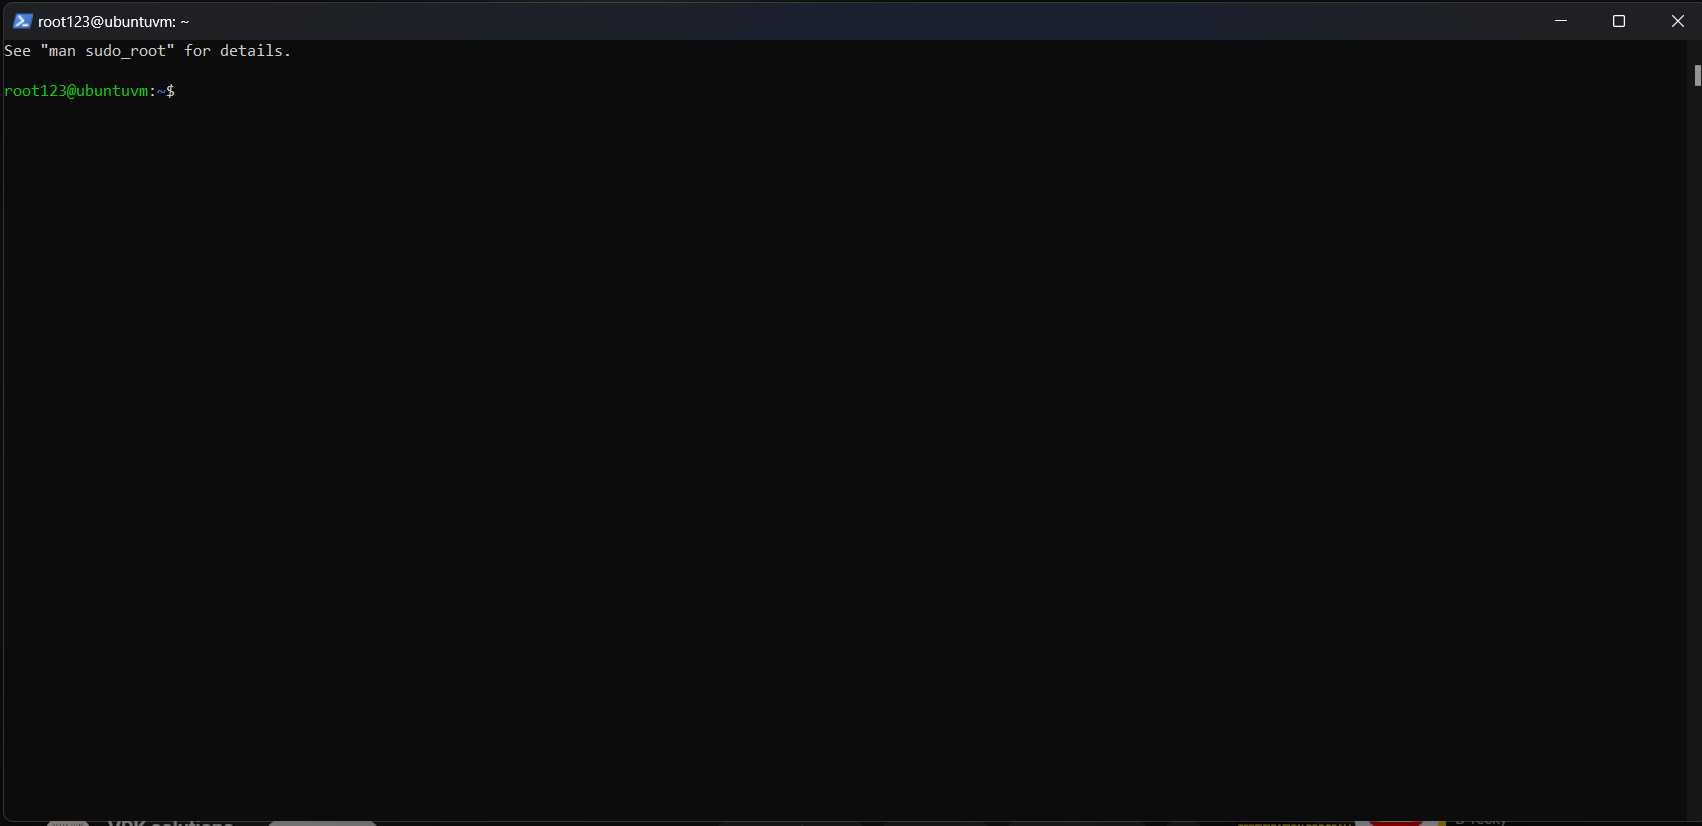 root123@ubuntuvm: ~
See "man sudo_root" for details.
root123@ubuntuvm:~$